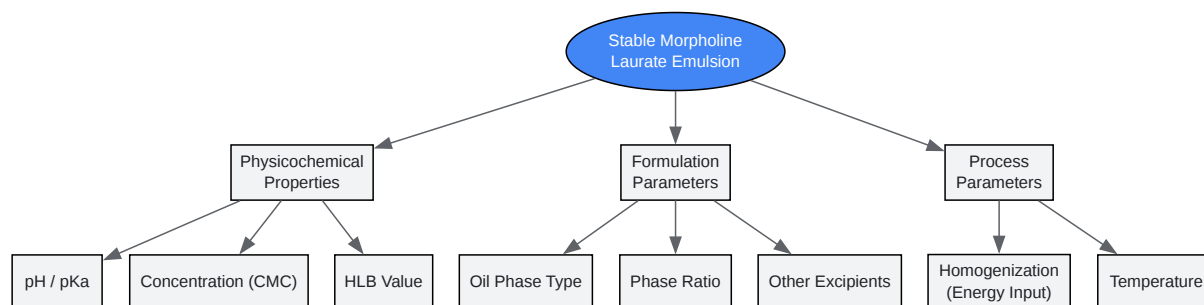 Stable Morpholine
Laurate Emulsion
Physicochemical
Properties
Formulation
Parameters
Process
Parameters
pH / pKa
Concentration (CMC)
HLB Value
Oil Phase Type
Phase Ratio
Other Excipients
Homogenization
(Energy Input)
Temperature